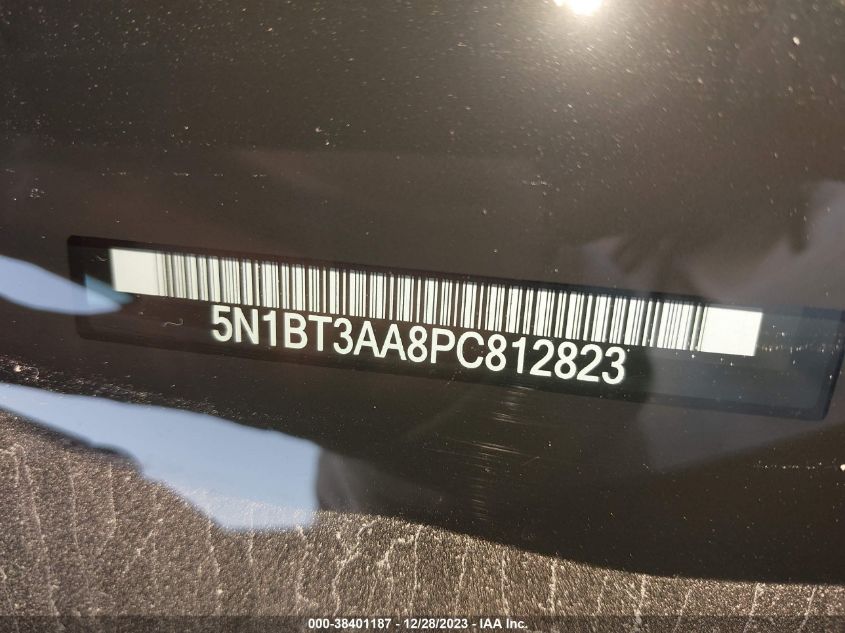 5N1BT3AA8PC812823
000-38401187 - 12/28/2023 - IAA Inc.